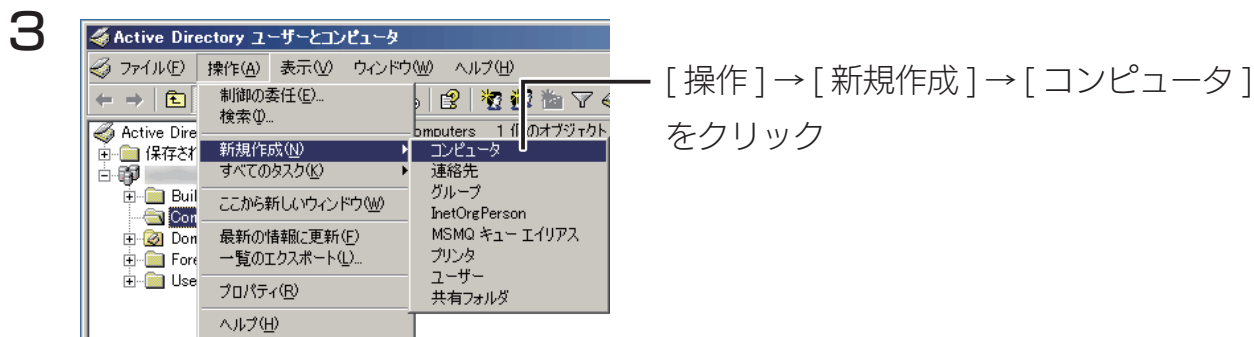 3
Active Directory ユーザーとコンピュータ
ファイル(F) 操作(A) 表示(V) ウィンドウ(W) ヘルプ(H)
制御の委任(E)...
検索(I)...
Active Dire
omputers 1 個のオブジェクト
保存され
新規作成(N)
コンピュータ
すべてのタスク(K)
連絡先
Buil
ここから新しいウィンドウ(W)
グループ
Con
InetOrgPerson
Dom
最新の情報に更新(F)
MSMQ キュー エイリアス
Fore
一覧のエクスポート(L)...
プリンタ
Use
ユーザー
プロパティ(R)
共有フォルダ
ヘルプ(H)
[ 操作 ]→[ 新規作成 ]→[ コンピュータ ]
をクリック